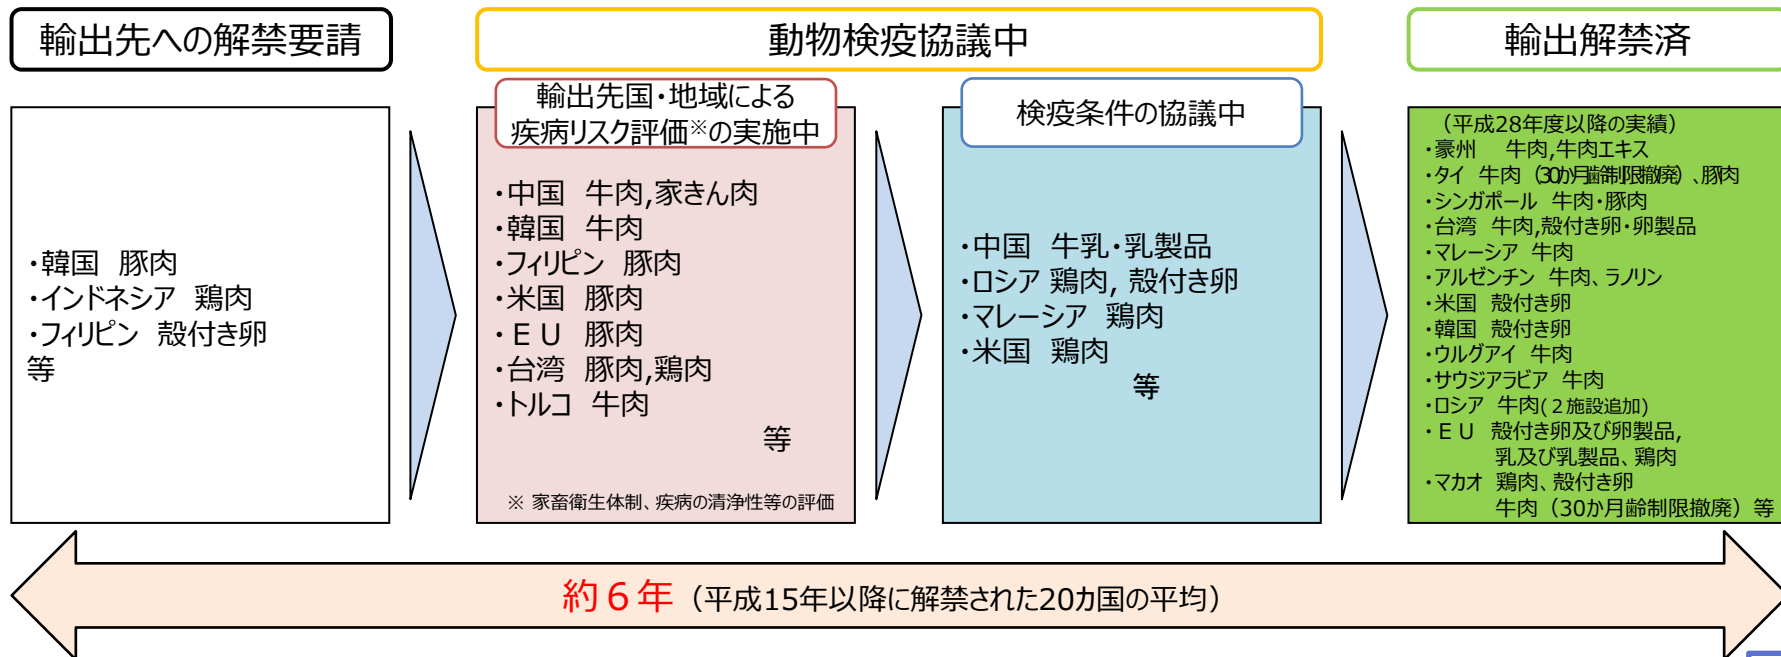 輸出先への解禁要請
・韓国 豚肉
・インドネシア 鶏肉
・フィリピン 殻付き卵
等
動物検疫協議中
輸出先国・地域による
疾病リスク評価※の実施中
・中国 牛肉,家きん肉
・韓国 牛肉
・フィリピン 豚肉
・米国 豚肉
・ＥＵ 豚肉
・台湾 豚肉,鶏肉
・トルコ 牛肉
等
※ 家畜衛生体制、疾病の清浄性等の評価
検疫条件の協議中
・中国 牛乳・乳製品
・ロシア 鶏肉, 殻付き卵
・マレーシア 鶏肉
・米国 鶏肉
等
輸出解禁済
（平成28年度以降の実績）
・豪州 牛肉,牛肉エキス
・タイ 牛肉（30か月齢制限撤廃）、豚肉
・シンガポール 牛肉・豚肉
・台湾 牛肉,殻付き卵・卵製品
・マレーシア 牛肉
・アルゼンチン 牛肉、ラノリン
・米国 殻付き卵
・韓国 殻付き卵
・ウルグアイ 牛肉
・サウジアラビア 牛肉
・ロシア 牛肉(２施設追加)
・ＥＵ 殻付き卵及び卵製品,
乳及び乳製品、鶏肉
・マカオ 鶏肉、殻付き卵
牛肉（30か月齢制限撤廃）等
約６年（平成15年以降に解禁された20カ国の平均）